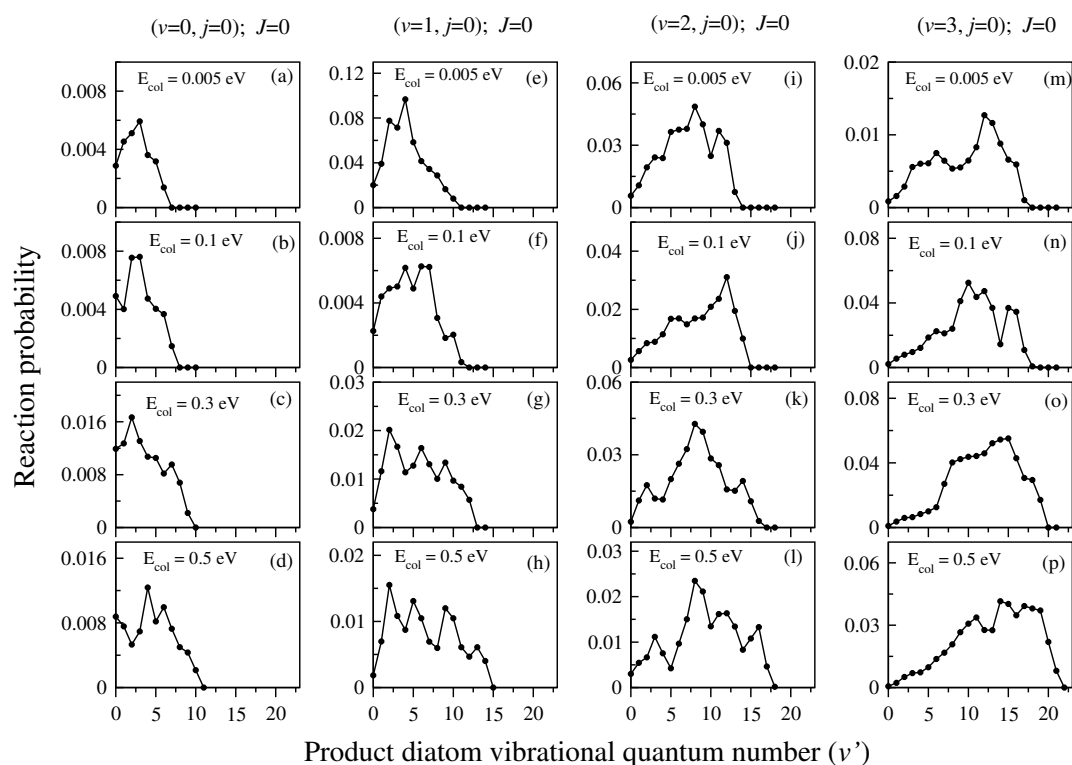 (v=0, j=0); J=0
(v=1, j=0); J=0
(v=2, j=0); J=0
(v=3, j=0); J=0
Reaction probability
E_col = 0.005 eV (a)
0.008
0.004
0
E_col = 0.005 eV (e)
0.12
0.08
0.04
0
E_col = 0.005 eV (i)
0.06
0.03
0
E_col = 0.005 eV (m)
0.02
0.01
0
E_col = 0.1 eV (b)
0.008
0.004
0
E_col = 0.1 eV (f)
0.008
0.004
0
E_col = 0.1 eV (j)
0.04
0.02
0
E_col = 0.1 eV (n)
0.08
0.04
0
E_col = 0.3 eV (c)
0.016
0.008
0
E_col = 0.3 eV (g)
0.03
0.02
0.01
0
E_col = 0.3 eV (k)
0.06
0.03
0
E_col = 0.3 eV (o)
0.08
0.04
0
E_col = 0.5 eV (d)
0.016
0.008
0
E_col = 0.5 eV (h)
0.02
0.01
0
E_col = 0.5 eV (l)
0.03
0.02
0.01
0
E_col = 0.5 eV (p)
0.06
0.03
0
0 5 10 15 20
0 5 10 15 20
0 5 10 15 20
0 5 10 15 20
Product diatom vibrational quantum number (v’)